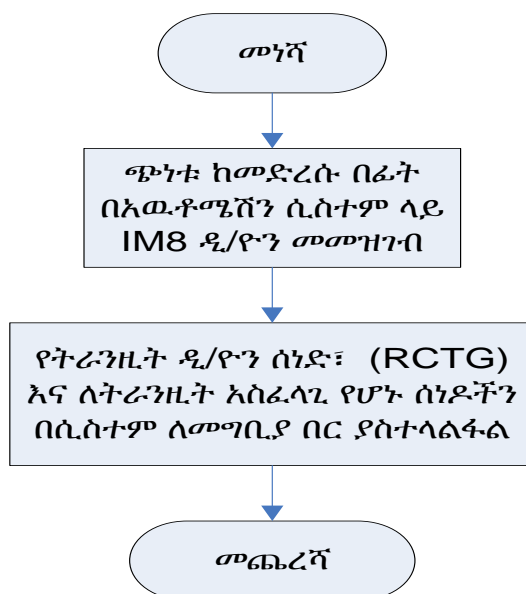 መነሻ
ጭነቱ ከመድረሱ በፊት
በአዉቶሜሽን ሲስተም ላይ
IM8 ዲ/ዮን መመዝገብ
የትራንዚት ዲ/ዮን ሰነድ፣ (RCTG)
እና ለትራንዚት አስፈላጊ የሆኑ ሰነዶችን
በሲስተም ለመግቢያ በር ያስተላልፋል
መጨረሻ